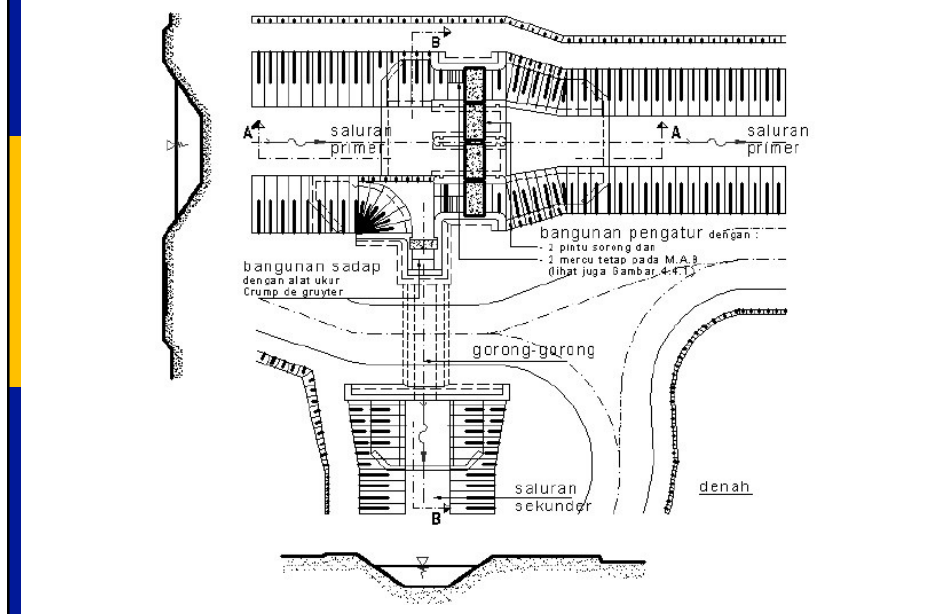 B
A
saluran
primer
A
saluran
primer
bangunan pengatur dengan :
- 2 pintu sorong dan
- 2 mercu tetap pada M.A.B
(lihat juga Gambar 4.4.1)
bangunan sadap
dengan alat ukur
Crump de gruyter
gorong-gorong
saluran
sekunder
B
denah